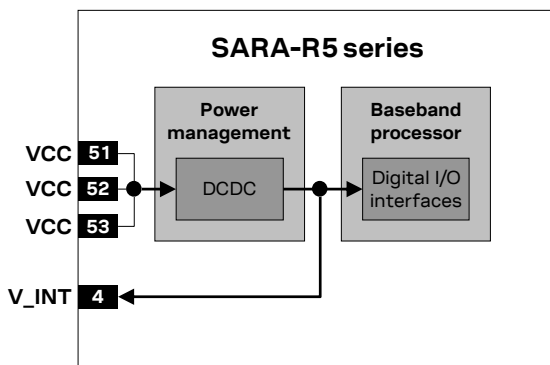 SARA-R5 series
Power
management
Baseband
processor
VCC 51
VCC 52
VCC 53
DCDC
Digital I/O
interfaces
V_INT 4